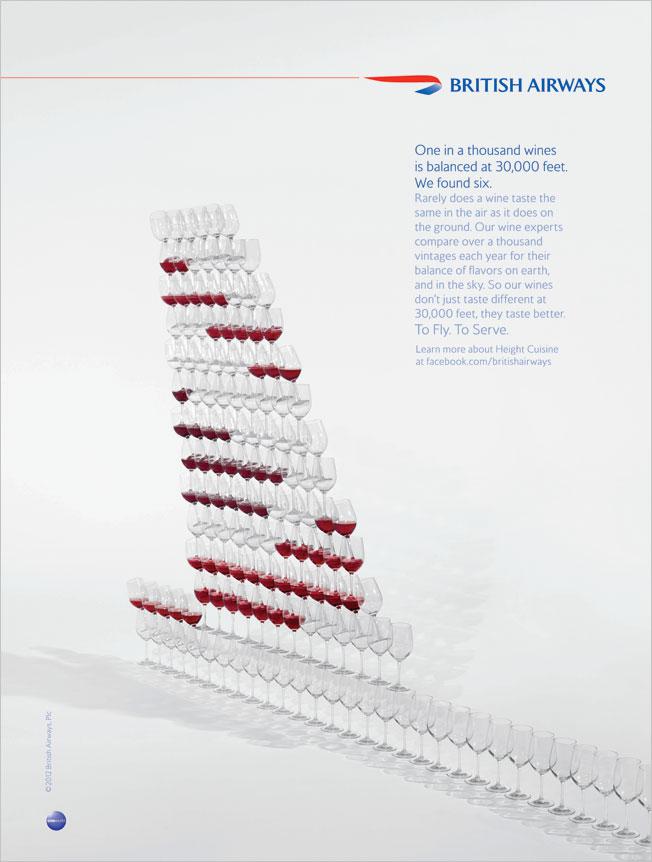 BRITISH AIRWAYS
One in a thousand wines
is balanced at 30,000 feet.
We found six.
Rarely does a wine taste the
same in the air as it does on
the ground. Our wine experts
compare over a thousand
vintages each year for their
balance of flavors on earth,
and in the sky. So our wines
don't just taste different at
30,000 feet, they taste better.
To Fly. To Serve.
Learn more about Height Cuisine
at facebook.com/britishairways
© 2012 British Airways, Plc